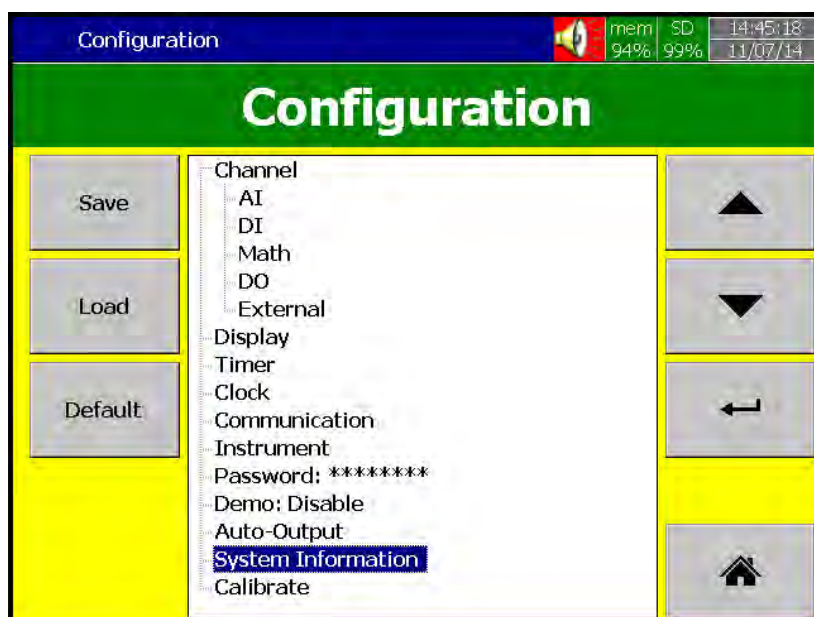 Configuration
mem SD 14:45:18
94% 99% 11/07/14
Configuration
Save
Load
Default
Channel
AI
DI
Math
DO
External
Display
Timer
Clock
Communication
Instrument
Password: ********
Demo: Disable
Auto-Output
System Information
Calibrate